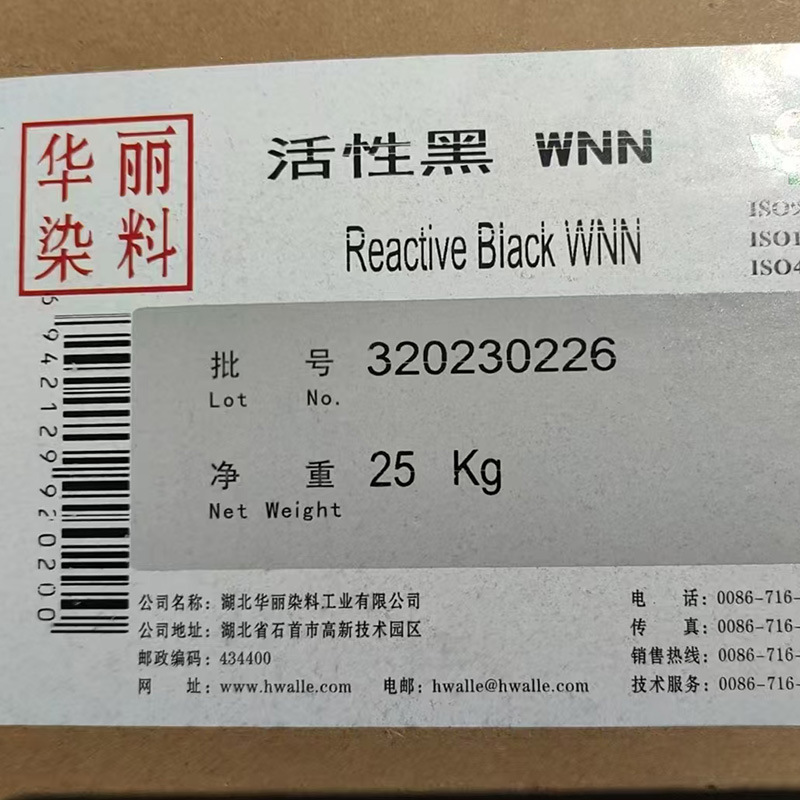 华丽
染料
活性黑 WNN
Reactive Black WNN
ISO
ISO1
ISO4
批 号 320230226
Lot No.
净 重 25 Kg
Net Weight
公司名称：湖北华丽染料工业有限公司
公司地址：湖北省石首市高新技术园区
邮政编码：434400
网 址：www.hwalle.com 电邮：hwalle@hwalle.com
电 话：0086-716-
传 真：0086-716-
销售热线：0086-716-
技术服务：0086-716-